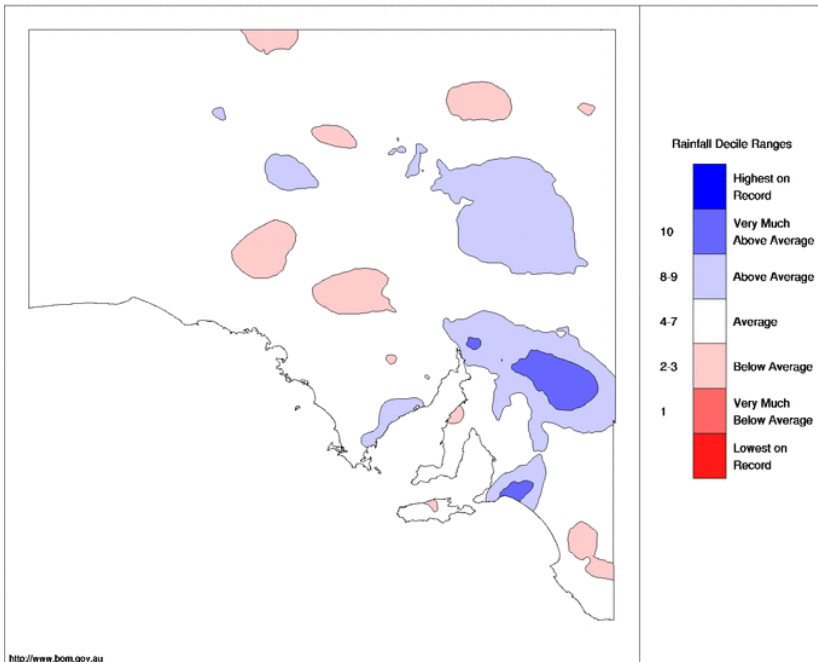 Rainfall Decile Ranges
Highest on
Record
10
Very Much
Above Average
8-9
Above Average
4-7
Average
2-3
Below Average
1
Very Much
Below Average
Lowest on
Record
http://www.bom.gov.au